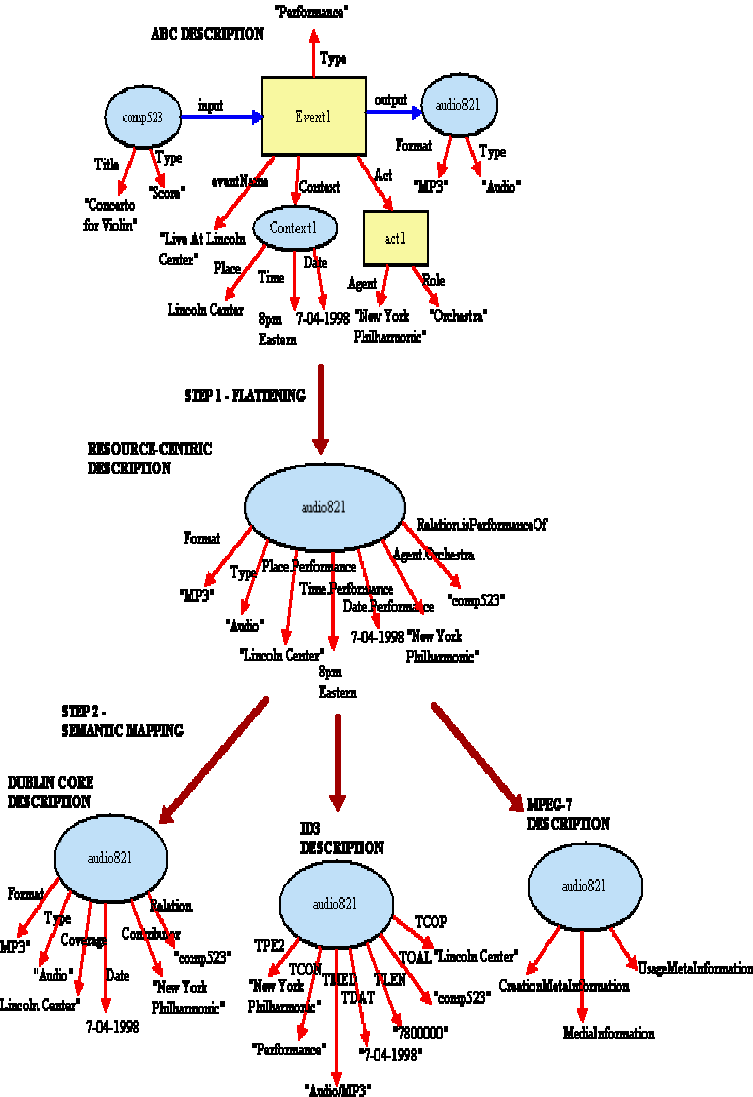 "Performance"
ABC DESCRIPTION
Type
comp523
input
Event1
output
audio821
Title
Type
"Concerto
for Violin"
"Score"
Format
Type
"MP3"
"Audio"
eventName
Context
Act
"Live At Lincoln
Center"
Context1
act1
Place
Time
Date
Lincoln Center
8pm
Eastern
7-04-1998
Agent
Role
"New York
Philharmonic"
"Orchestra"
STEP 1 - FLATTENING
RESOURCE-CENTRIC
DESCRIPTION
audio821
Format
Type
Place.Performance
Time.Performance
Date.Performance
Agent.Orchestra
Relation.isPerformanceOf
"MP3"
"Audio"
"Lincoln Center"
8pm
Eastern
7-04-1998
"New York
Philharmonic"
"comp523"
STEP 2 -
SEMANTIC MAPPING
DUBLIN CORE
DESCRIPTION
audio821
Format
Type
Coverage
Date
Contributor
Relation
MP3"
"Audio"
Lincoln Center"
7-04-1998
"New York
Philharmonic"
"comp523"
ID3
DESCRIPTION
audio821
TPE2
TCON
TDAT
TLEN
TOAL
TCOP
"New York
Philharmonic"
"Performance"
"Audio/MP3"
"7-04-1998"
"7800000"
"comp523"
"Lincoln Center"
MPEG-7
DESCRIPTION
audio821
CreationMetaInformation
MediaInformation
UsageMetaInformation